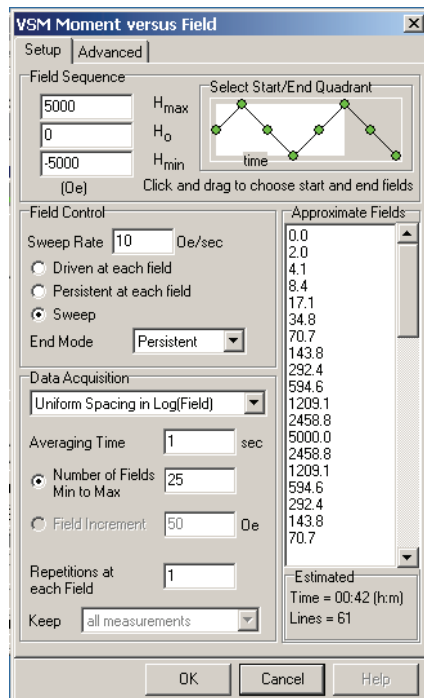 VSM Moment versus Field
Setup
Advanced
Field Sequence
5000
Hmax
0
Ho
-5000
Hmin
(Oe)
Select Start/End Quadrant
time
Click and drag to choose start and end fields
Field Control
Sweep Rate 10 Oe/sec
Driven at each field
Persistent at each field
Sweep
End Mode Persistent
Data Acquisition
Uniform Spacing in Log(Field)
Averaging Time 1 sec
Number of Fields
Min to Max
25
Field Increment 50 Oe
Repetitions at
each Field
1
Keep all measurements
Approximate Fields
0.0
2.0
4.1
8.4
17.1
34.8
70.7
143.8
292.4
594.6
1209.1
2458.8
5000.0
2458.8
1209.1
594.6
292.4
143.8
70.7
Estimated
Time = 00:42 (h:m)
Lines = 61
OK
Cancel
Help